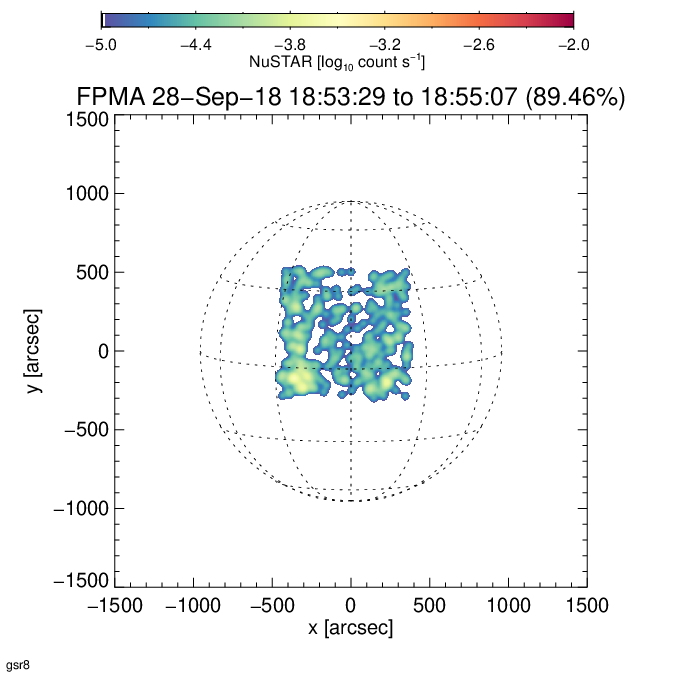 −5.0 −4.4 −3.8 −3.2 −2.6 −2.0
NuSTAR [log₁₀ count s⁻¹]
FPMA 28−Sep−18 18:53:29 to 18:55:07 (89.46%)
1500
1000
500
0
−500
−1000
−1500
y [arcsec]
−1500 −1000 −500 0 500 1000 1500
x [arcsec]
gsr8